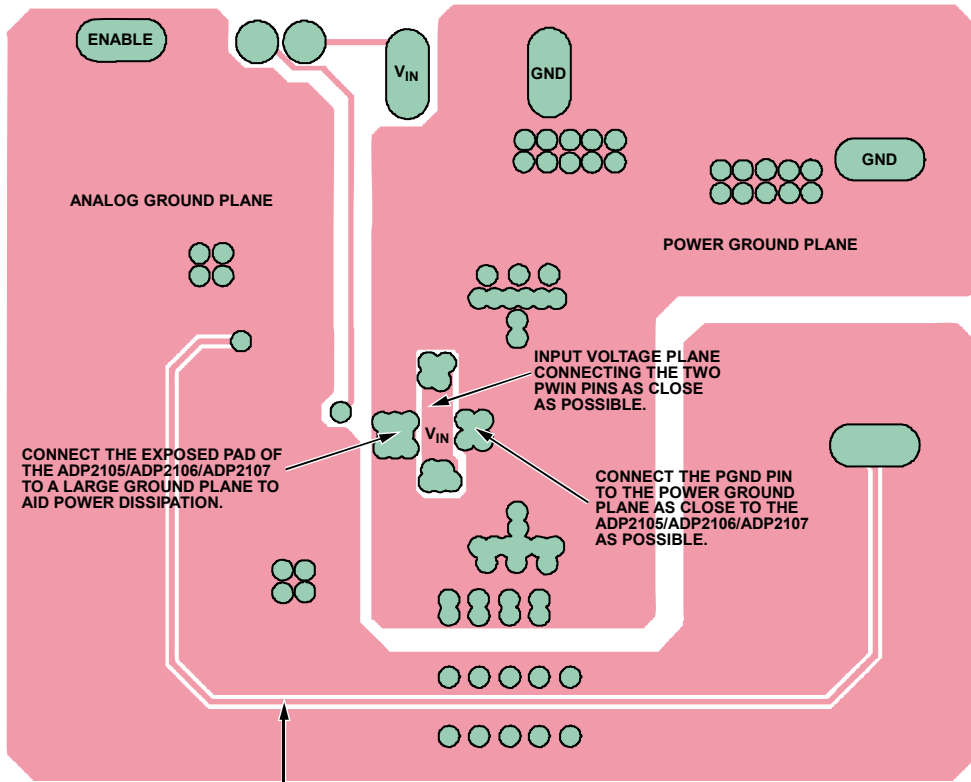 ENABLE
VIN
GND
GND
ANALOG GROUND PLANE
POWER GROUND PLANE
INPUT VOLTAGE PLANE
CONNECTING THE TWO
PWIN PINS AS CLOSE
AS POSSIBLE.
VIN
CONNECT THE EXPOSED PAD OF
THE ADP2105/ADP2106/ADP2107
TO A LARGE GROUND PLANE TO
AID POWER DISSIPATION.
CONNECT THE PGND PIN
TO THE POWER GROUND
PLANE AS CLOSE TO THE
ADP2105/ADP2106/ADP2107
AS POSSIBLE.